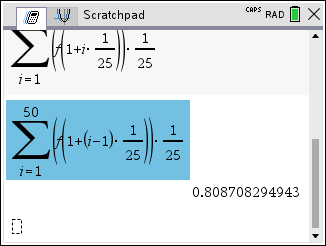 Scratchpad
CAPS RAD
∑ i=1 (f(1+i·1/25))·1/25
50 ∑ i=1 (f(1+(i−1)·1/25))·1/25
0.808708294943